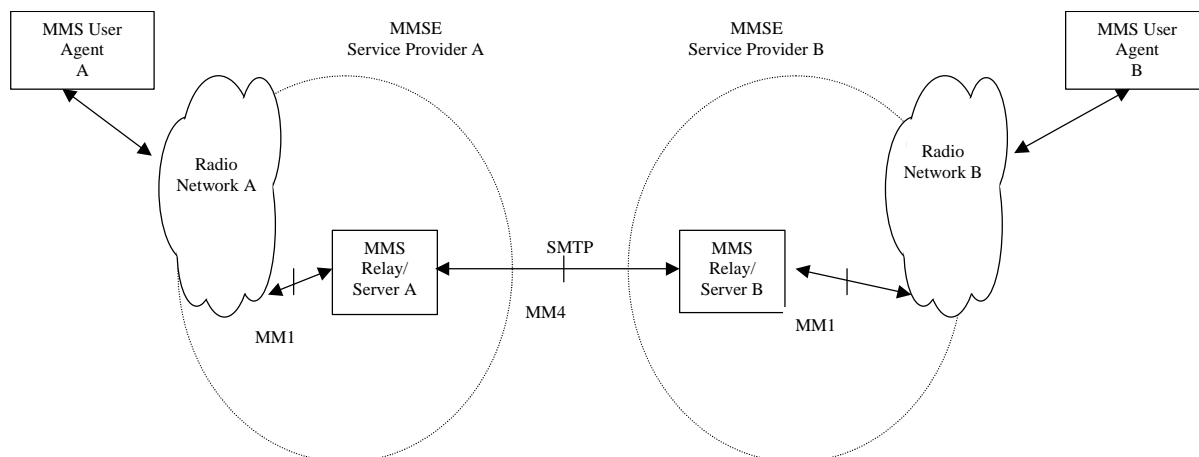 MMS User
Agent
A
MMSE
Service Provider A
MMSE
Service Provider B
MMS User
Agent
B
Radio
Network A
Radio
Network B
MMS
Relay/
Server A
SMTP
MMS
Relay/
Server B
MM1
MM4
MM1